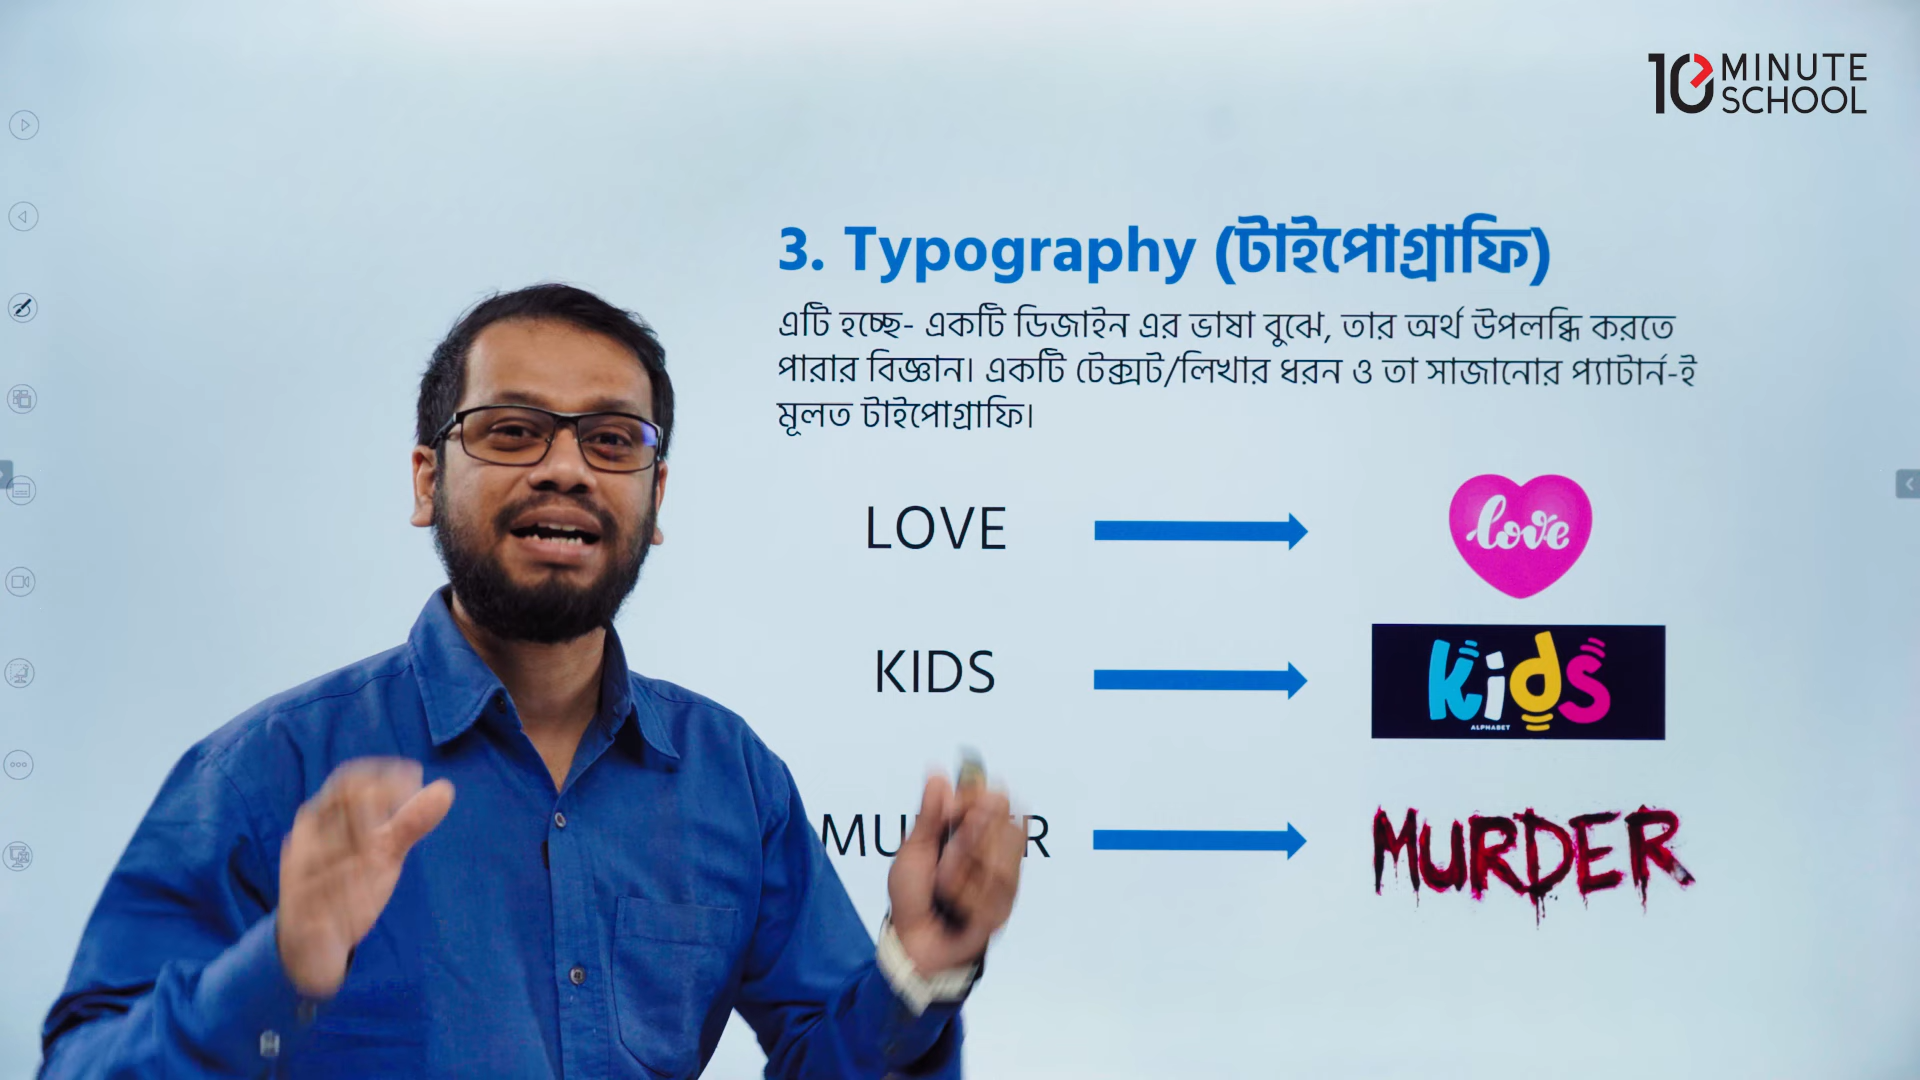 10 MINUTE
SCHOOL
3. Typography (টাইপোগ্রাফি)
এটি হচ্ছে- একটি ডিজাইন এর ভাষা বুঝে, তার অর্থ উপলব্ধি করতে
পারার বিজ্ঞান। একটি টেক্সট/লিখার ধরন ও তা সাজানোর প্যাটার্ন-ই
মূলত টাইপোগ্রাফি।
LOVE
love
KIDS
kids
ALPHABET
MURDER